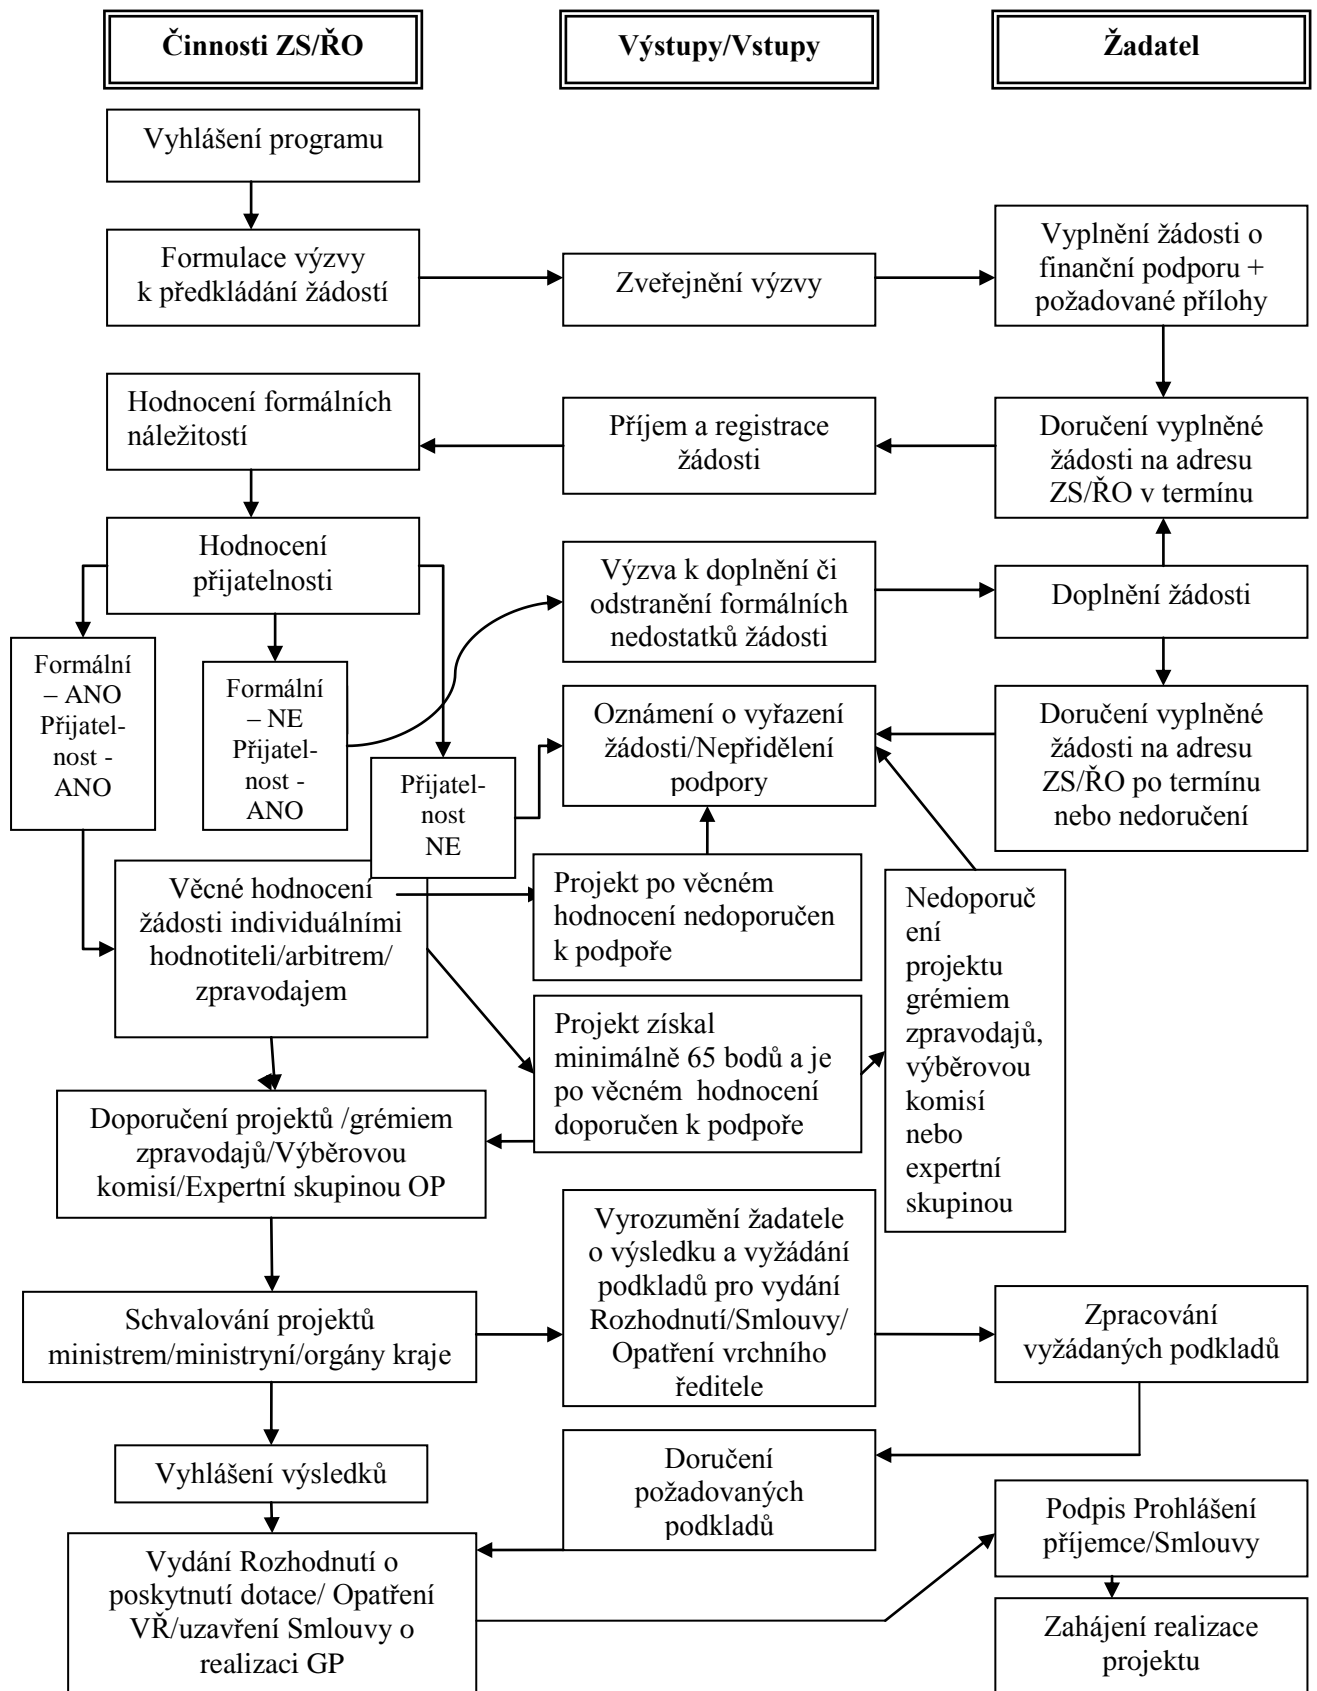 Činnosti ZS/ŘO
Výstupy/Vstupy
Žadatel
Vyhlášení programu
Formulace výzvy
k předkládání žádostí
Zveřejnění výzvy
Vyplnění žádosti o
finanční podporu +
požadované přílohy
Hodnocení formálních
náležitostí
Příjem a registrace
žádosti
Doručení vyplněné
žádosti na adresu
ZS/ŘO v termínu
Hodnocení
přijatelnosti
Výzva k doplnění či
odstranění formálních
nedostatků žádosti
Doplnění žádosti
Formální
– ANO
Přijatel-
nost -
ANO
Formální
– NE
Přijatel-
nost -
ANO
Přijatel-
nost
NE
Oznámení o vyřazení
žádosti/Nepřidělení
podpory
Doručení vyplněné
žádosti na adresu
ZS/ŘO po termínu
nebo nedoručení
Věcné hodnocení
žádosti individuálními
hodnotiteli/arbitrem/
zpravodajem
Projekt po věcném
hodnocení nedoporučen
k podpoře
Nedoporuč
ení
projektu
grémiem
zpravodajů,
výběrovou
komisí
nebo
expertní
skupinou
Projekt získal
minimálně 65 bodů a je
po věcném hodnocení
doporučen k podpoře
Doporučení projektů /grémiem
zpravodajů/Výběrovou
komisí/Expertní skupinou OP
Vyrozumění žadatele
o výsledku a vyžádání
podkladů pro vydání
Rozhodnutí/Smlouvy/
Opatření vrchního
ředitele
Schvalování projektů
ministrem/ministryní/orgány kraje
Zpracování
vyžádaných podkladů
Vyhlášení výsledků
Doručení
požadovaných
podkladů
Podpis Prohlášení
příjemce/Smlouvy
Vydání Rozhodnutí o
poskytnutí dotace/ Opatření
VŘ/uzavření Smlouvy o
realizaci GP
Zahájení realizace
projektu